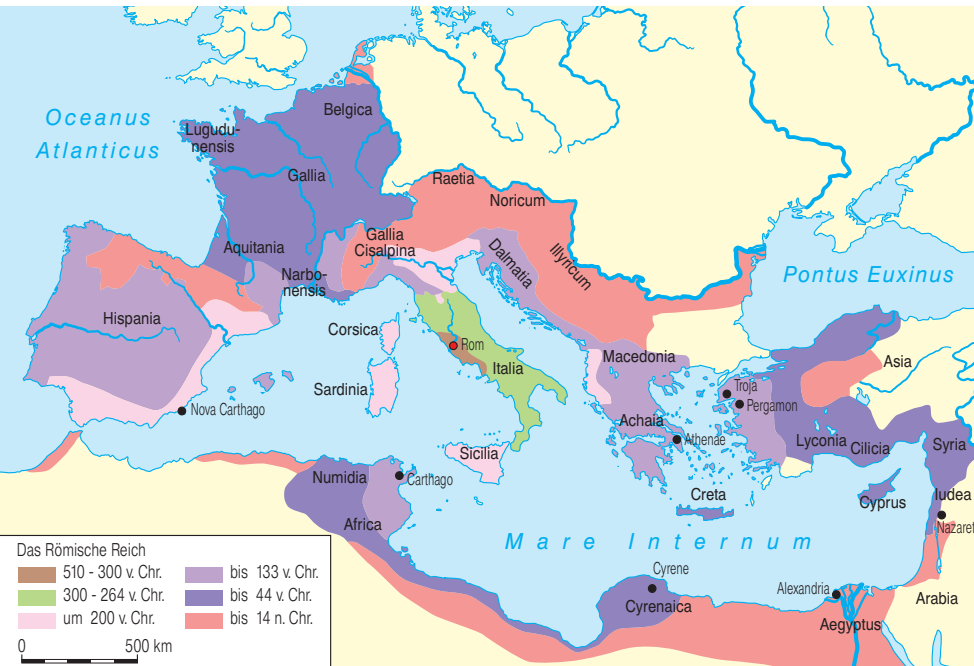 Oceanus
Atlanticus
Belgica
Lugudu-
nensis
Gallia
Raetia
Noricum
Gallia
Cisalpina
Aquitania
Narbo-
nensis
Dalmatia
Illyricum
Pontus Euxinus
Hispania
Corsica
Rom
Italia
Macedonia
Asia
Sardinia
Troja
Pergamon
Nova Carthago
Achaia
Athenae
Lyconia
Cilicia
Syria
Sicilia
Numidia
Carthago
Creta
Cyprus
Iudea
Nazaret
Africa
Mare Internum
Cyrene
Cyrenaica
Alexandria
Arabia
Aegyptus
Das Römische Reich
510 - 300 v. Chr.
bis 133 v. Chr.
300 - 264 v. Chr.
bis 44 v. Chr.
um 200 v. Chr.
bis 14 n. Chr.
0 500 km